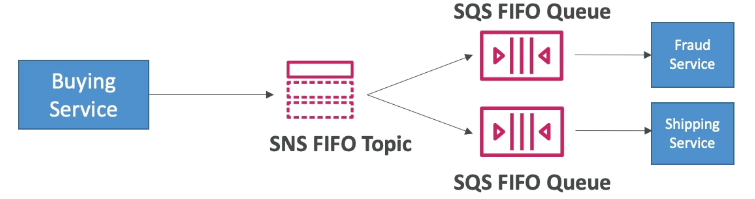 Buying
Service
SNS FIFO Topic
SQS FIFO Queue
Fraud
Service
SQS FIFO Queue
Shipping
Service